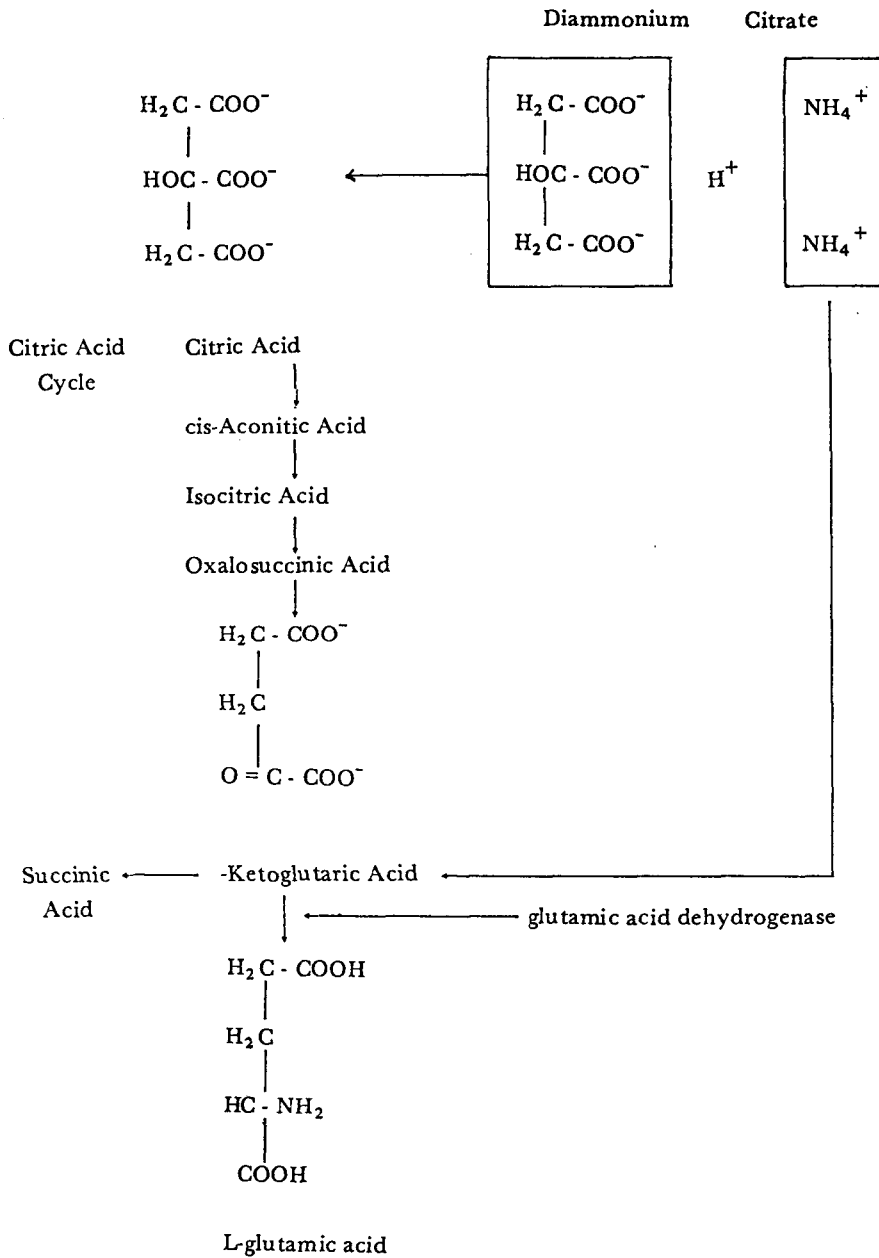 Diammonium Citrate
H₂C - COO⁻ H₂C - COO⁻ NH₄⁺
HOC - COO⁻ HOC - COO⁻ H⁺
H₂C - COO⁻ H₂C - COO⁻ NH₄⁺
Citric Acid Citric Acid
Cycle
cis-Aconitic Acid
Isocitric Acid
Oxalosuccinic Acid
H₂C - COO⁻
H₂C
O = C - COO⁻
Succinic -Ketoglutaric Acid
Acid
glutamic acid dehydrogenase
H₂C - COOH
H₂C
HC - NH₂
COOH
L-glutamic acid